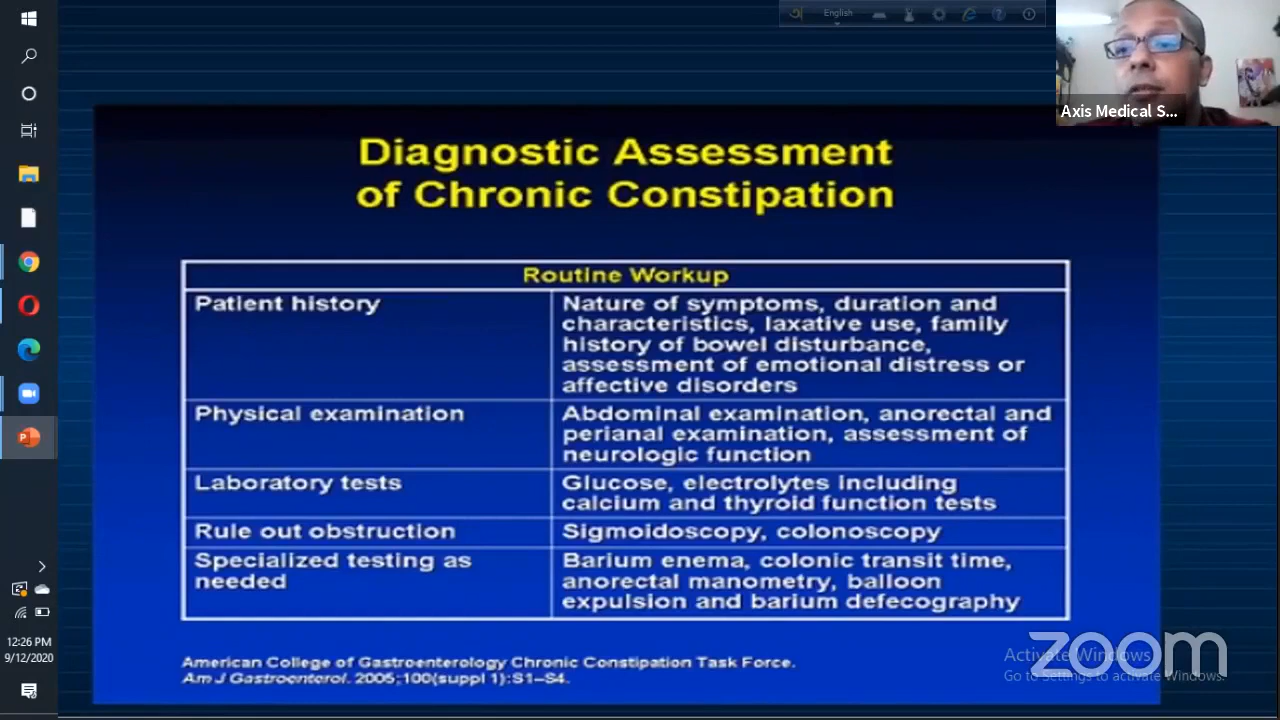 English
Axis Medical S...
Diagnostic Assessment
of Chronic Constipation
Routine Workup
Patient history
Nature of symptoms, duration and
characteristics, laxative use, family
history of bowel disturbance,
assessment of emotional distress or
affective disorders
Physical examination
Abdominal examination, anorectal and
perianal examination, assessment of
neurologic function
Laboratory tests
Glucose, electrolytes including
calcium and thyroid function tests
Rule out obstruction
Sigmoidoscopy, colonoscopy
Specialized testing as
needed
Barium enema, colonic transit time,
anorectal manometry, balloon
expulsion and barium defecography
American College of Gastroenterology Chronic Constipation Task Force.
Am J Gastroenterol. 2005;100(suppl 1):S1–S4.
12:26 PM
9/12/2020
zoom
Activate Windows
Go to Settings to activate Windows.